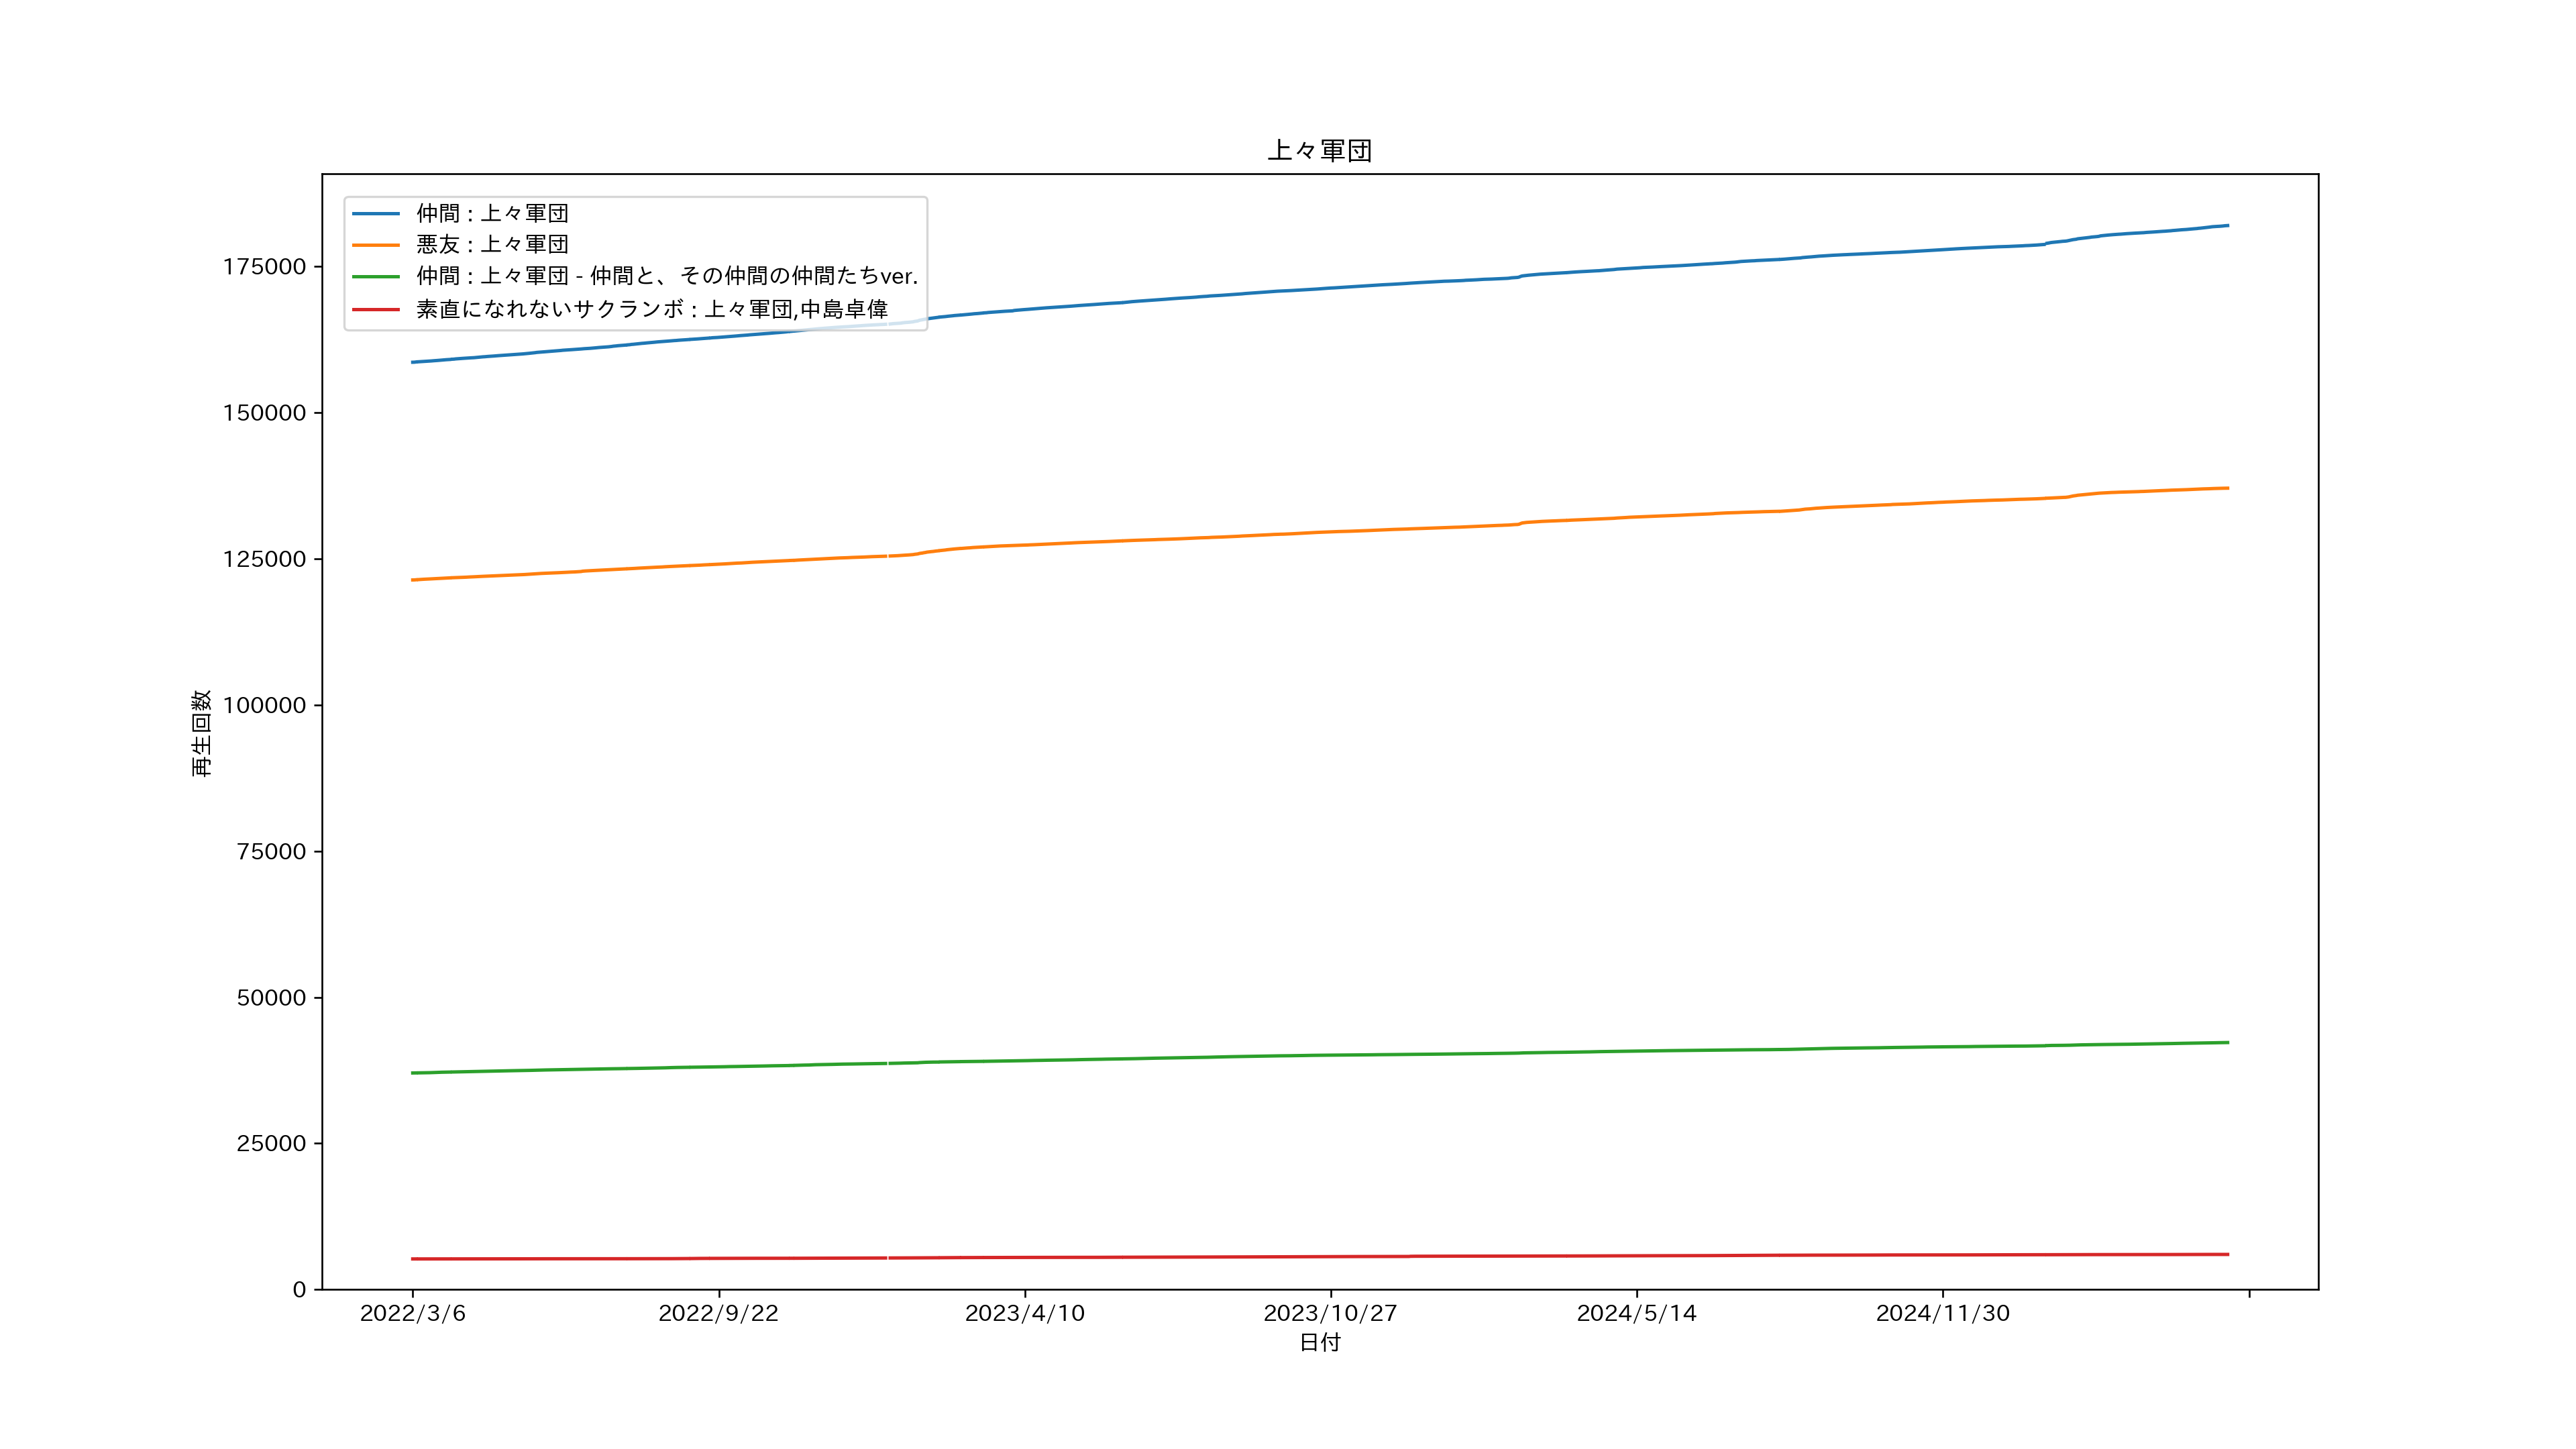 上々軍団
仲間 : 上々軍団
悪友 : 上々軍団
仲間 : 上々軍団 - 仲間と、その仲間の仲間たちver.
素直になれないサクランボ : 上々軍団,中島卓偉
175000
150000
125000
100000
75000
50000
25000
0
再生回数
2022/3/6 2022/9/22 2023/4/10 2023/10/27 2024/5/14 2024/11/30
日付